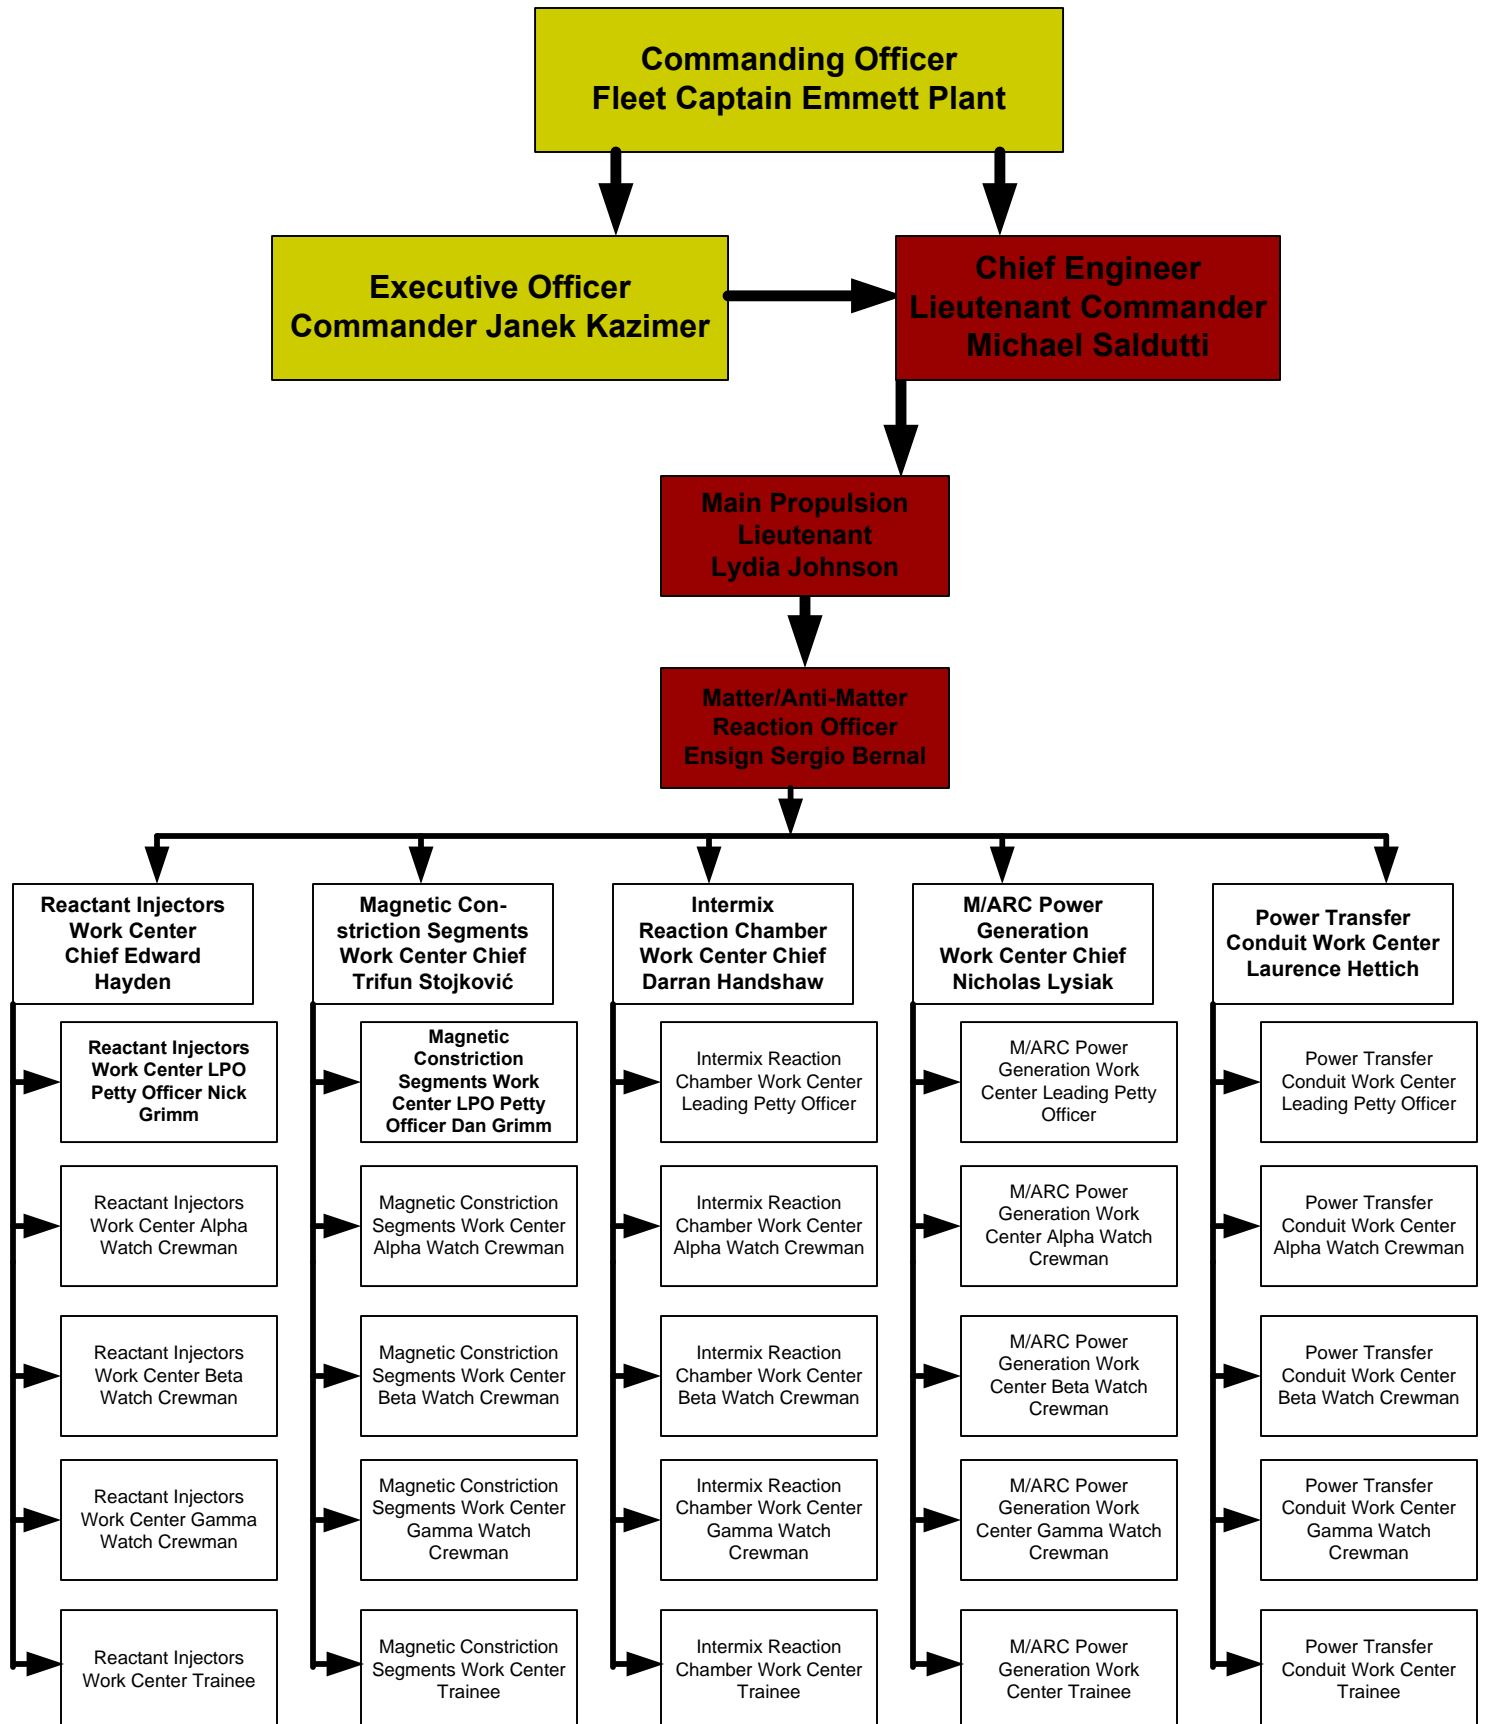 Commanding Officer
Fleet Captain Emmett Plant
Executive Officer
Commander Janek Kazimer
Chief Engineer
Lieutenant Commander
Michael Saldutti
Main Propulsion
Lieutenant
Lydia Johnson
Matter/Anti-Matter
Reaction Officer
Ensign Sergio Bernal
Reactant Injectors
Work Center
Chief Edward
Hayden
Magnetic Con-
striction Segments
Work Center Chief
Trifun Stojković
Intermix
Reaction Chamber
Work Center Chief
Darran Handshaw
M/ARC Power
Generation
Work Center Chief
Nicholas Lysiak
Power Transfer
Conduit Work Center
Laurence Hettich
Reactant Injectors
Work Center LPO
Petty Officer Nick
Grimm
Magnetic
Constriction
Segments Work
Center LPO Petty
Officer Dan Grimm
Intermix Reaction
Chamber Work Center
Leading Petty Officer
M/ARC Power
Generation Work
Center Leading Petty
Officer
Power Transfer
Conduit Work Center
Leading Petty Officer
Reactant Injectors
Work Center Alpha
Watch Crewman
Magnetic Constriction
Segments Work Center
Alpha Watch Crewman
Intermix Reaction
Chamber Work Center
Alpha Watch Crewman
M/ARC Power
Generation Work
Center Alpha Watch
Crewman
Power Transfer
Conduit Work Center
Alpha Watch Crewman
Reactant Injectors
Work Center Beta
Watch Crewman
Magnetic Constriction
Segments Work Center
Beta Watch Crewman
Intermix Reaction
Chamber Work Center
Beta Watch Crewman
M/ARC Power
Generation Work
Center Beta Watch
Crewman
Power Transfer
Conduit Work Center
Beta Watch Crewman
Reactant Injectors
Work Center Gamma
Watch Crewman
Magnetic Constriction
Segments Work Center
Gamma Watch
Crewman
Intermix Reaction
Chamber Work Center
Gamma Watch
Crewman
M/ARC Power
Generation Work
Center Gamma Watch
Crewman
Power Transfer
Conduit Work Center
Gamma Watch
Crewman
Reactant Injectors
Work Center Trainee
Magnetic Constriction
Segments Work Center
Trainee
Intermix Reaction
Chamber Work Center
Trainee
M/ARC Power
Generation Work
Center Trainee
Power Transfer
Conduit Work Center
Trainee